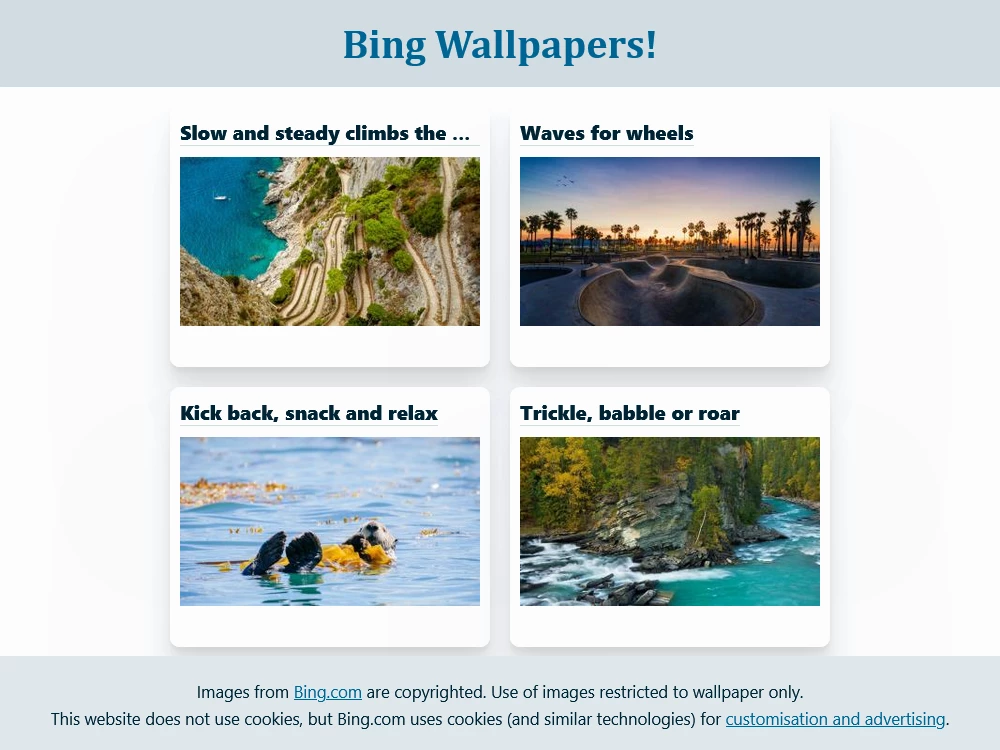 Bing Wallpapers!
Slow and steady climbs the ...
Waves for wheels
Kick back, snack and relax
Trickle, babble or roar
Images from Bing.com are copyrighted. Use of images restricted to wallpaper only.
This website does not use cookies, but Bing.com uses cookies (and similar technologies) for customisation and advertising.